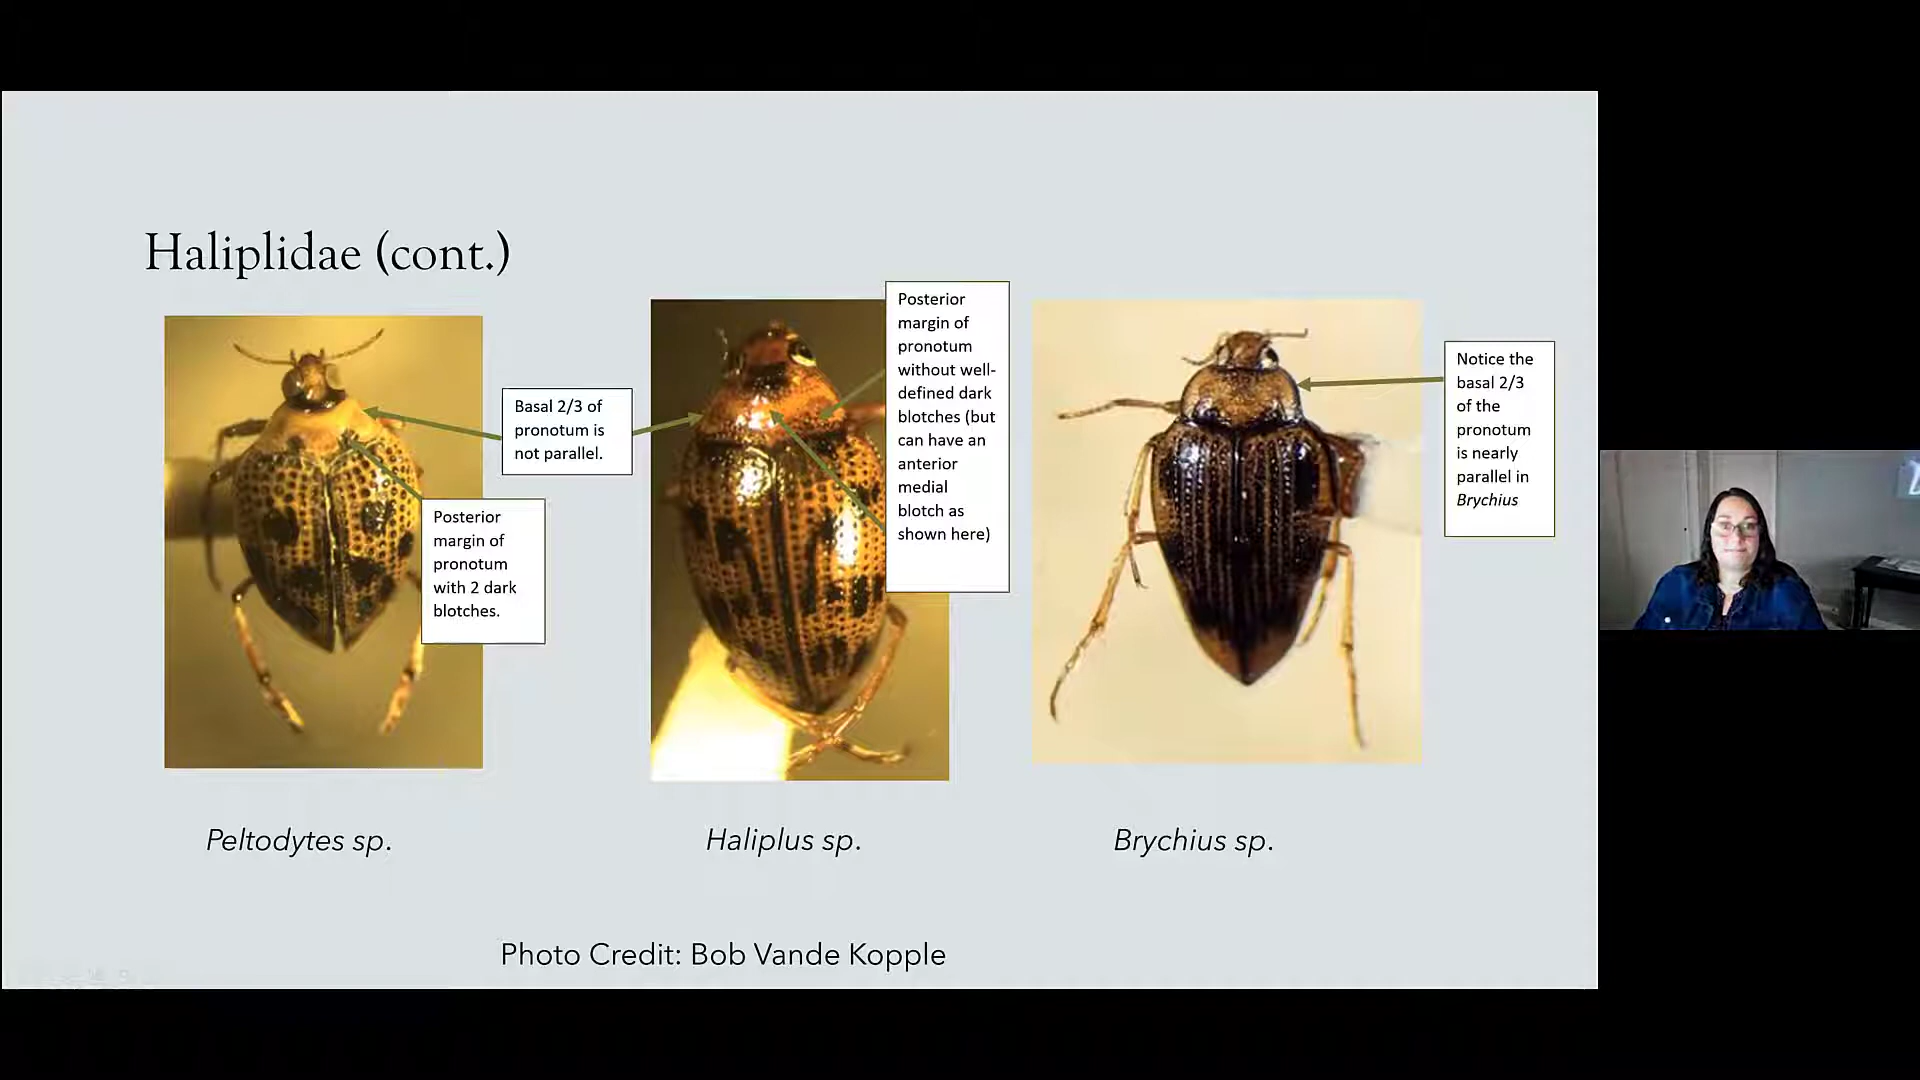 Haliplidae (cont.)
Basal 2/3 of
pronotum is
not parallel.
Posterior
margin of
pronotum
with 2 dark
blotches.
Posterior
margin of
pronotum
without well-
defined dark
blotches (but
can have an
anterior
medial
blotch as
shown here)
Notice the
basal 2/3
of the
pronotum
is nearly
parallel in
Brychius
Peltodytes sp.
Haliplus sp.
Brychius sp.
Photo Credit: Bob Vande Kopple